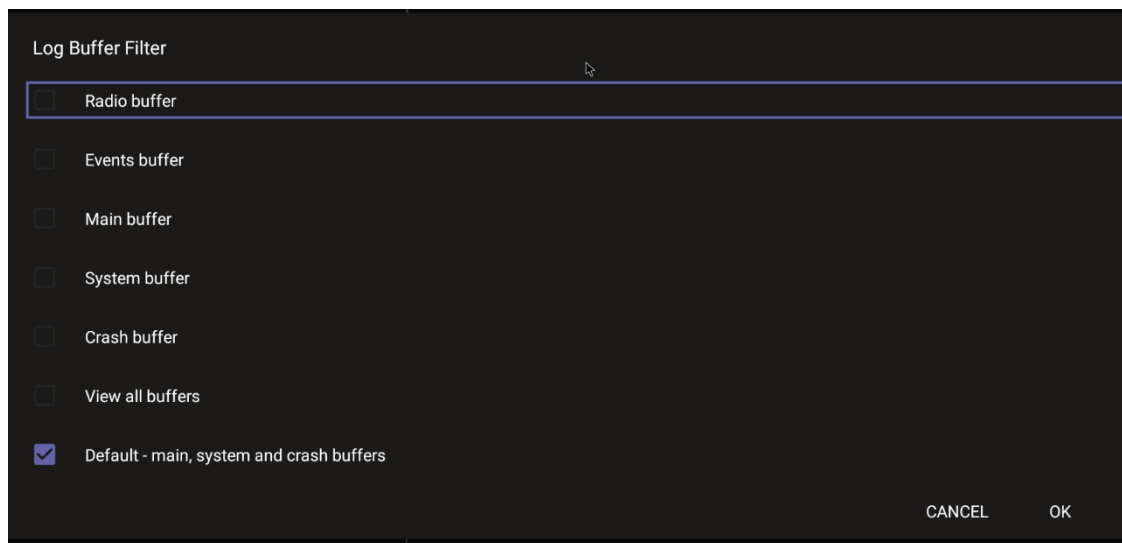 Log Buffer Filter
Radio buffer
Events buffer
Main buffer
System buffer
Crash buffer
View all buffers
Default - main, system and crash buffers
CANCEL OK